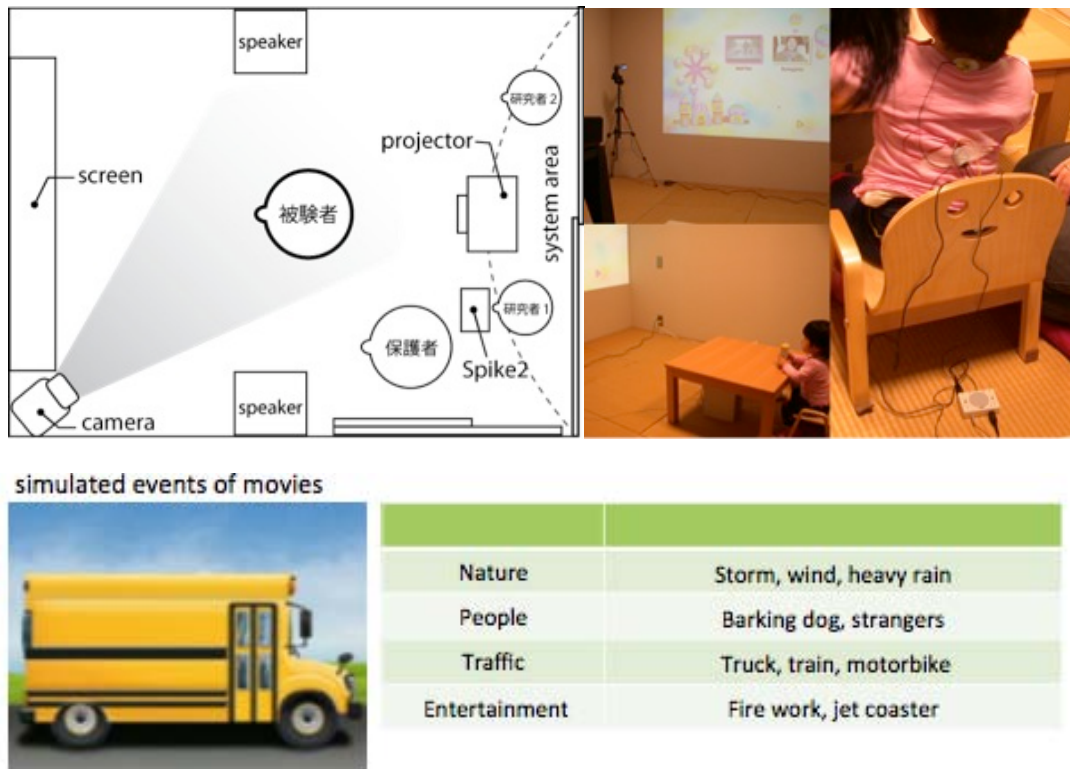 speaker
研究者2
projector
screen
被験者
system area
研究者1
保護者
Spike2
speaker
camera
simulated events of movies
Nature Storm, wind, heavy rain
People Barking dog, strangers
Traffic Truck, train, motorbike
Entertainment Fire work, jet coaster